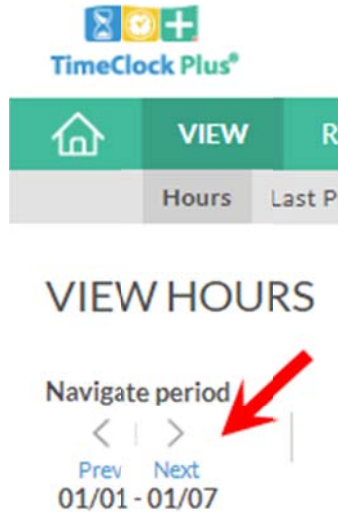 TimeClock Plus®
VIEW R
Hours Last P
VIEW HOURS
Navigate period
Prev Next
01/01 - 01/07